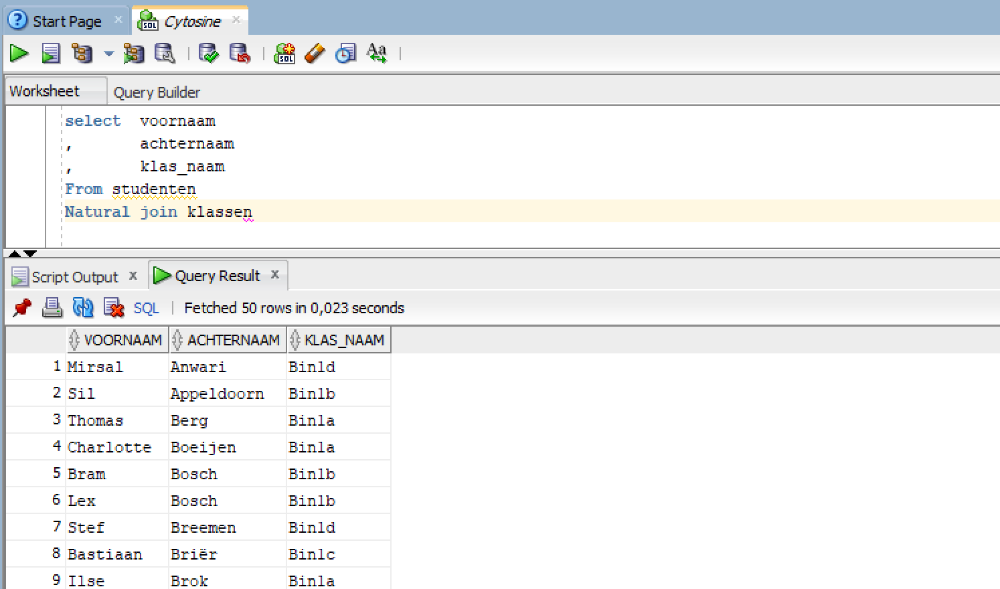 Start Page Cytosine
Worksheet Query Builder
select voornaam
, achternaam
, klas_naam
From studenten
Natural join klassen
Script Output x Query Result x
SQL Fetched 50 rows in 0,023 seconds
VOORNAAM ACHTERNAAM KLAS_NAAM
1 Mirsal Anwari Bin1d
2 Sil Appeldoorn Bin1b
3 Thomas Berg Bin1a
4 Charlotte Boeijen Bin1a
5 Bram Bosch Bin1b
6 Lex Bosch Bin1b
7 Stef Breemen Bin1d
8 Bastiaan Briër Bin1c
9 Ilse Brok Bin1a